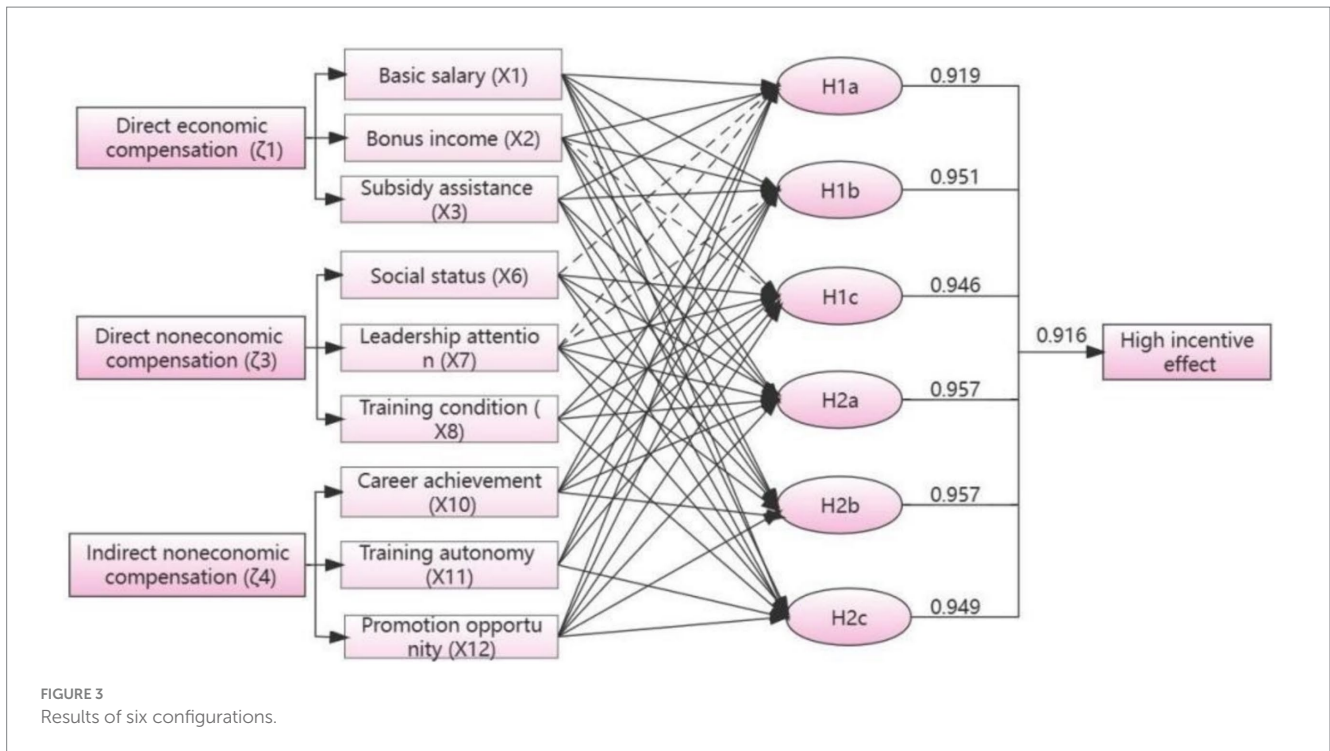 Direct economic
compensation (ζ1)
Direct noneconomic
compensation (ζ3)
Indirect noneconomic
compensation (ζ4)
Basic salary (X1)
Bonus income (X2)
Subsidy assistance
(X3)
Social status (X6)
Leadership attentio
n (X7)
Training condition (
X8)
Career achievement
(X10)
Training autonomy
(X11)
Promotion opportu
nity (X12)
H1a
H1b
H1c
H2a
H2b
H2c
0.919
0.951
0.946
0.957
0.957
0.949
0.916
High incentive
effect
FIGURE 3
Results of six configurations.